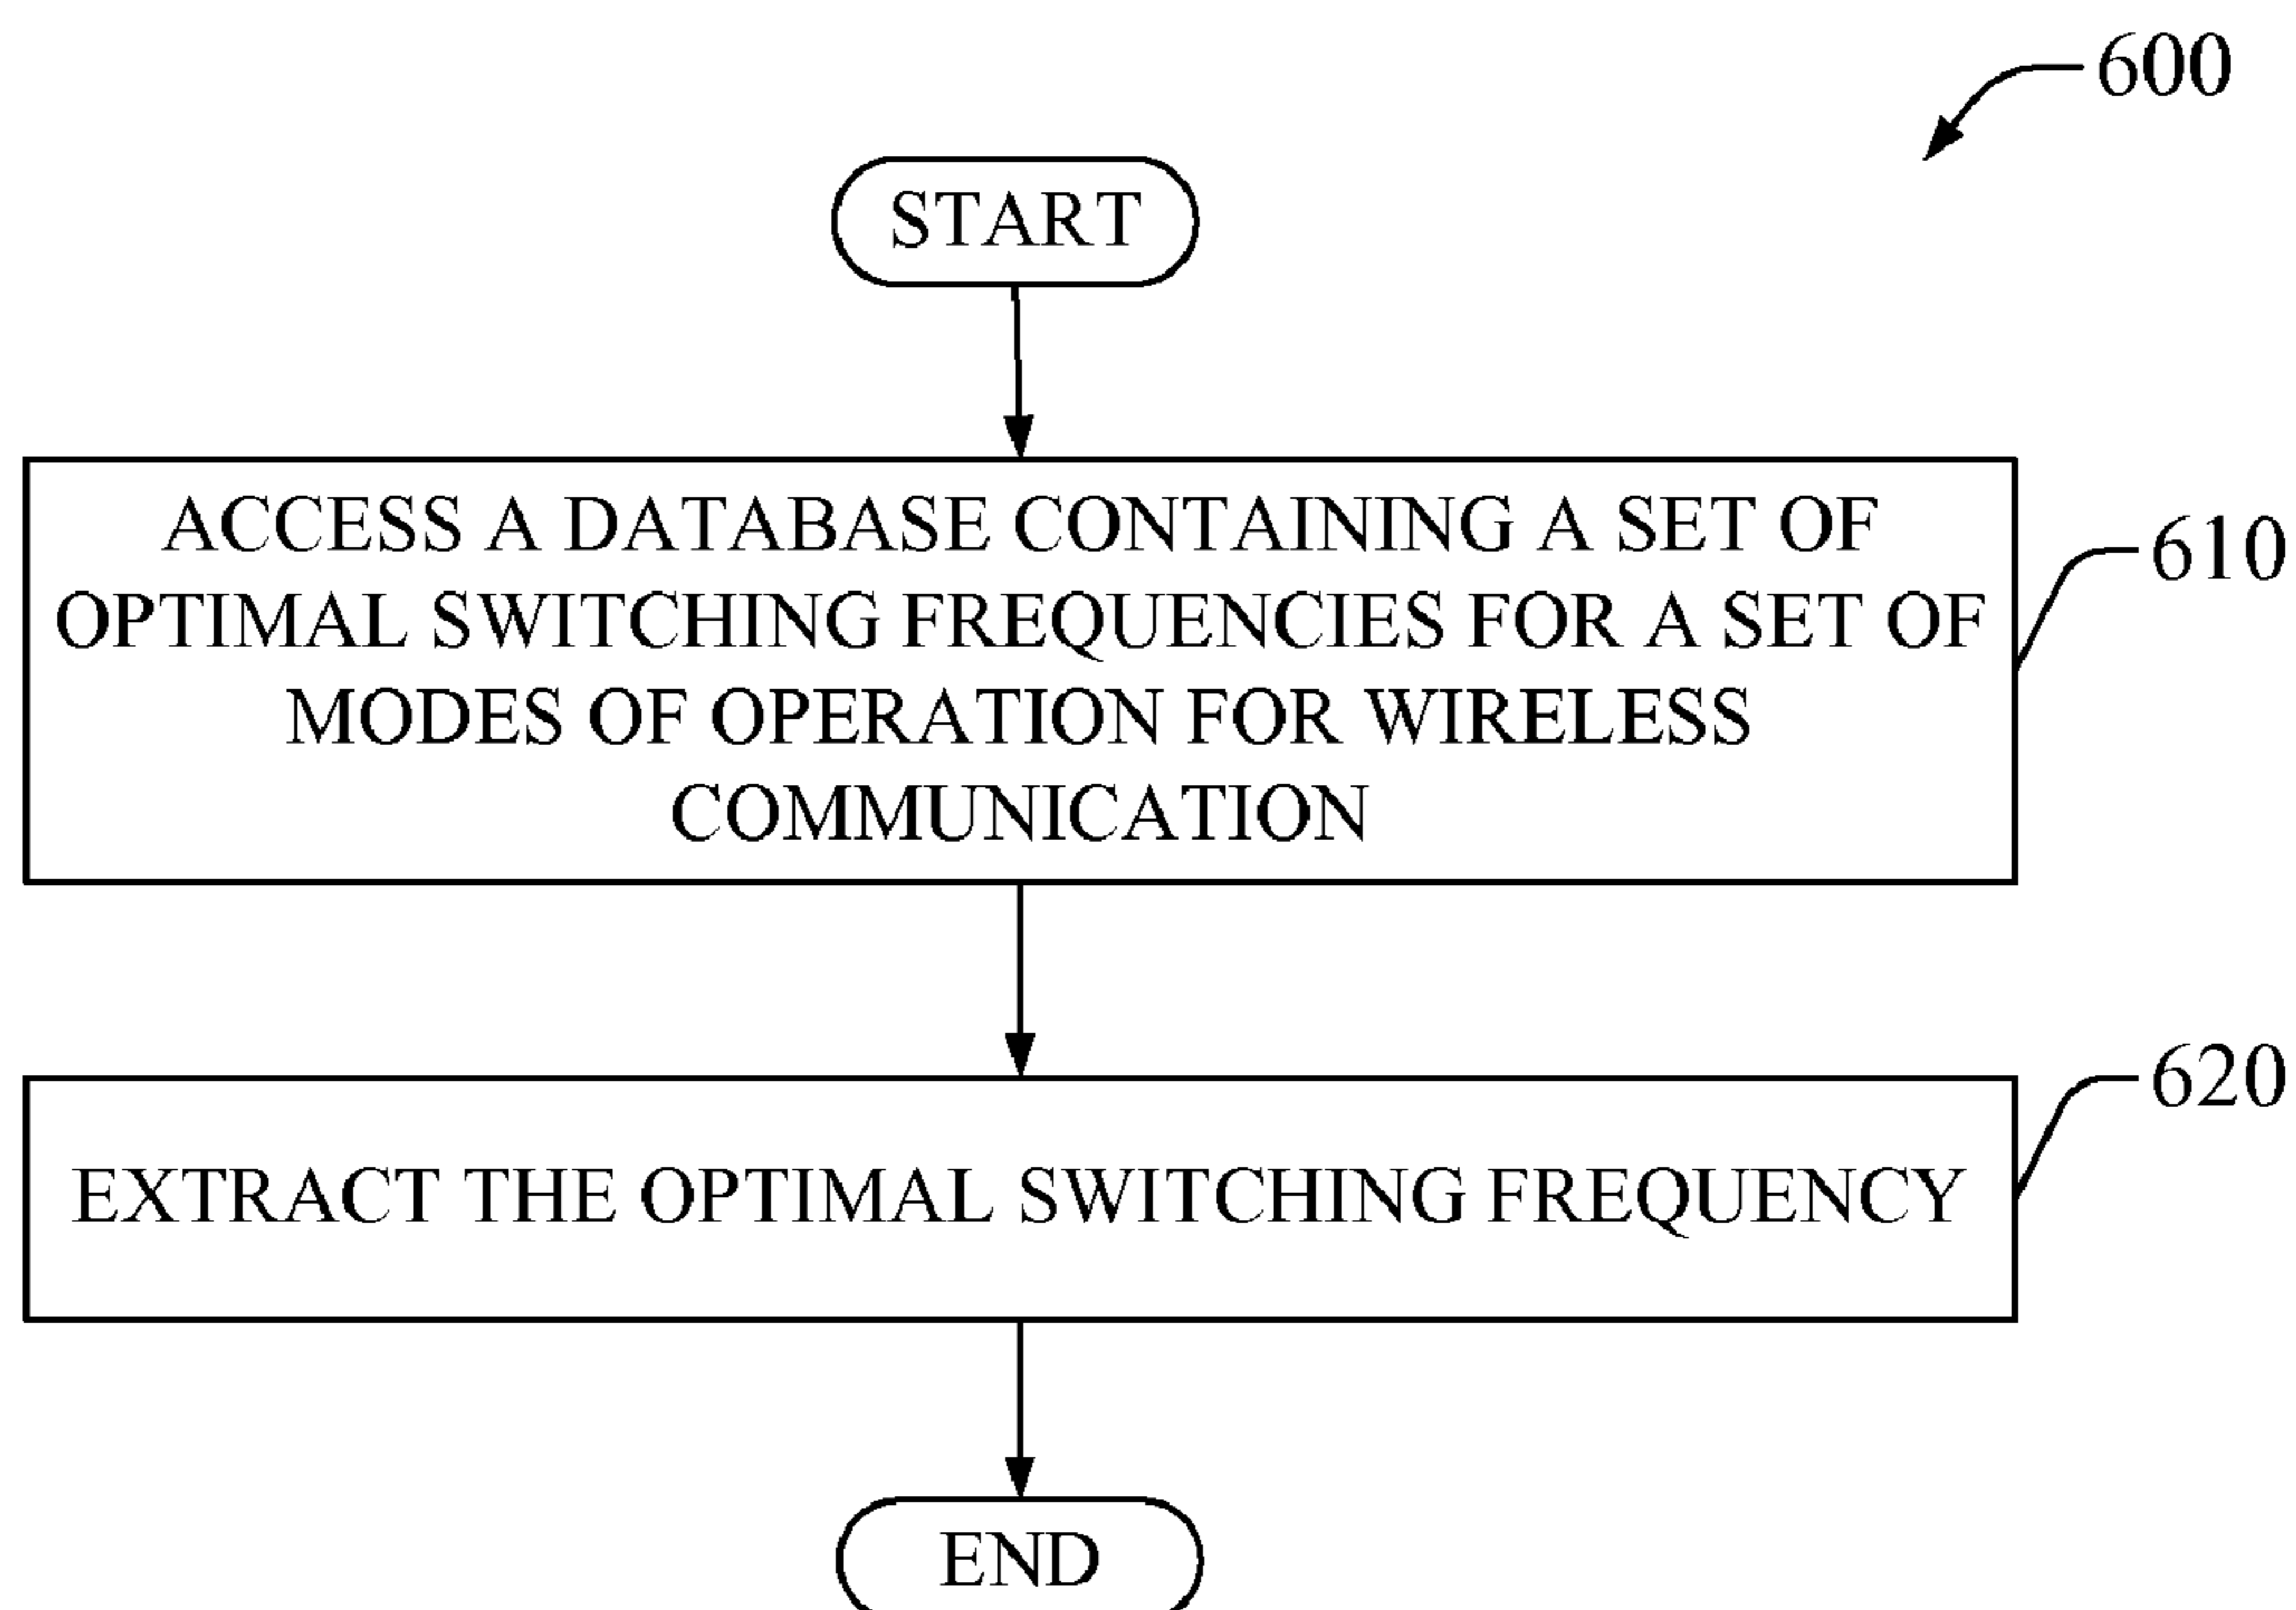 600
START
ACCESS A DATABASE CONTAINING A SET OF
OPTIMAL SWITCHING FREQUENCIES FOR A SET OF
MODES OF OPERATION FOR WIRELESS
COMMUNICATION
610
EXTRACT THE OPTIMAL SWITCHING FREQUENCY
620
END